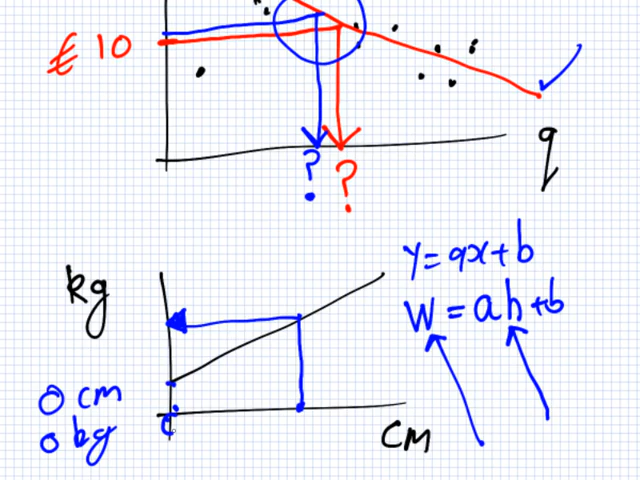 € 10
q
? ?
kg
y = ax + b
W = ah + b
0 cm
0 kg
cm